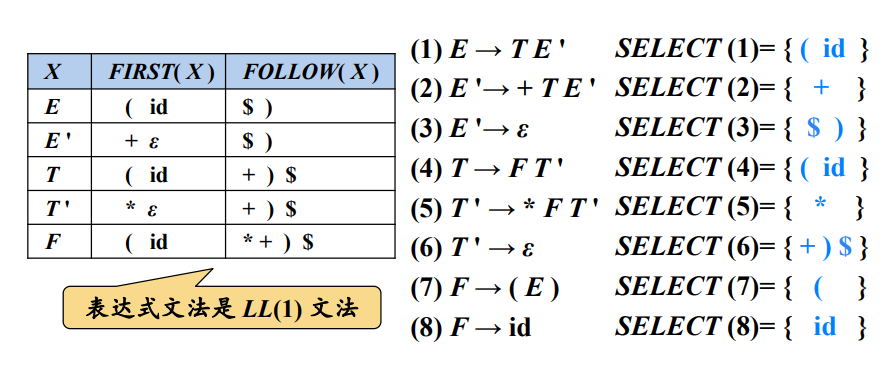 X FIRST( X ) FOLLOW( X )
E ( id $ )
E ' + ε $ )
T ( id + ) $
T ' * ε + ) $
F ( id * + ) $
表达式文法是 LL(1) 文法
(1) E → T E ' SELECT (1)= { ( id }
(2) E '→ + T E ' SELECT (2)= { + }
(3) E '→ ε SELECT (3)= { $ ) }
(4) T → F T ' SELECT (4)= { ( id }
(5) T ' → * F T ' SELECT (5)= { * }
(6) T ' → ε SELECT (6)= { + ) $ }
(7) F → ( E ) SELECT (7)= { ( }
(8) F → id SELECT (8)= { id }